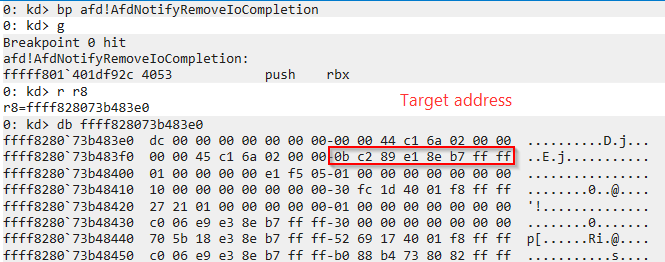 0: kd> bp afd!AfdNotifyRemoveIoCompletion
0: kd> g
Breakpoint 0 hit
afd!AfdNotifyRemoveIoCompletion:
fffff801`401df92c 4053            push    rbx
0: kd> r r8
Target address
r8=ffff828073b483e0
0: kd> db ffff828073b483e0
ffff8280`73b483e0  dc 00 00 00 00 00 00 00-00 00 44 c1 6a 02 00 00  ..........D.j...
ffff8280`73b483f0  00 00 45 c1 6a 02 00 00-0b c2 89 e1 8e b7 ff ff  ..E.j...........
ffff8280`73b48400  01 00 00 00 00 e1 f5 05-01 00 00 00 00 00 00 00  ................
ffff8280`73b48410  10 00 00 00 00 00 00 00-30 fc 1d 40 01 f8 ff ff  ........0..@....
ffff8280`73b48420  27 21 01 00 00 00 00 00-01 00 00 00 00 00 00 00  '!..............
ffff8280`73b48430  c0 06 e9 e3 8e b7 ff ff-30 00 00 00 00 00 00 00  ........0.......
ffff8280`73b48440  70 5b 18 e3 8e b7 ff ff-52 69 17 40 01 f8 ff ff  p[......Ri.@....
ffff8280`73b48450  c0 06 e9 e3 8e b7 ff ff-b0 88 b4 73 80 82 ff ff  ...........s....